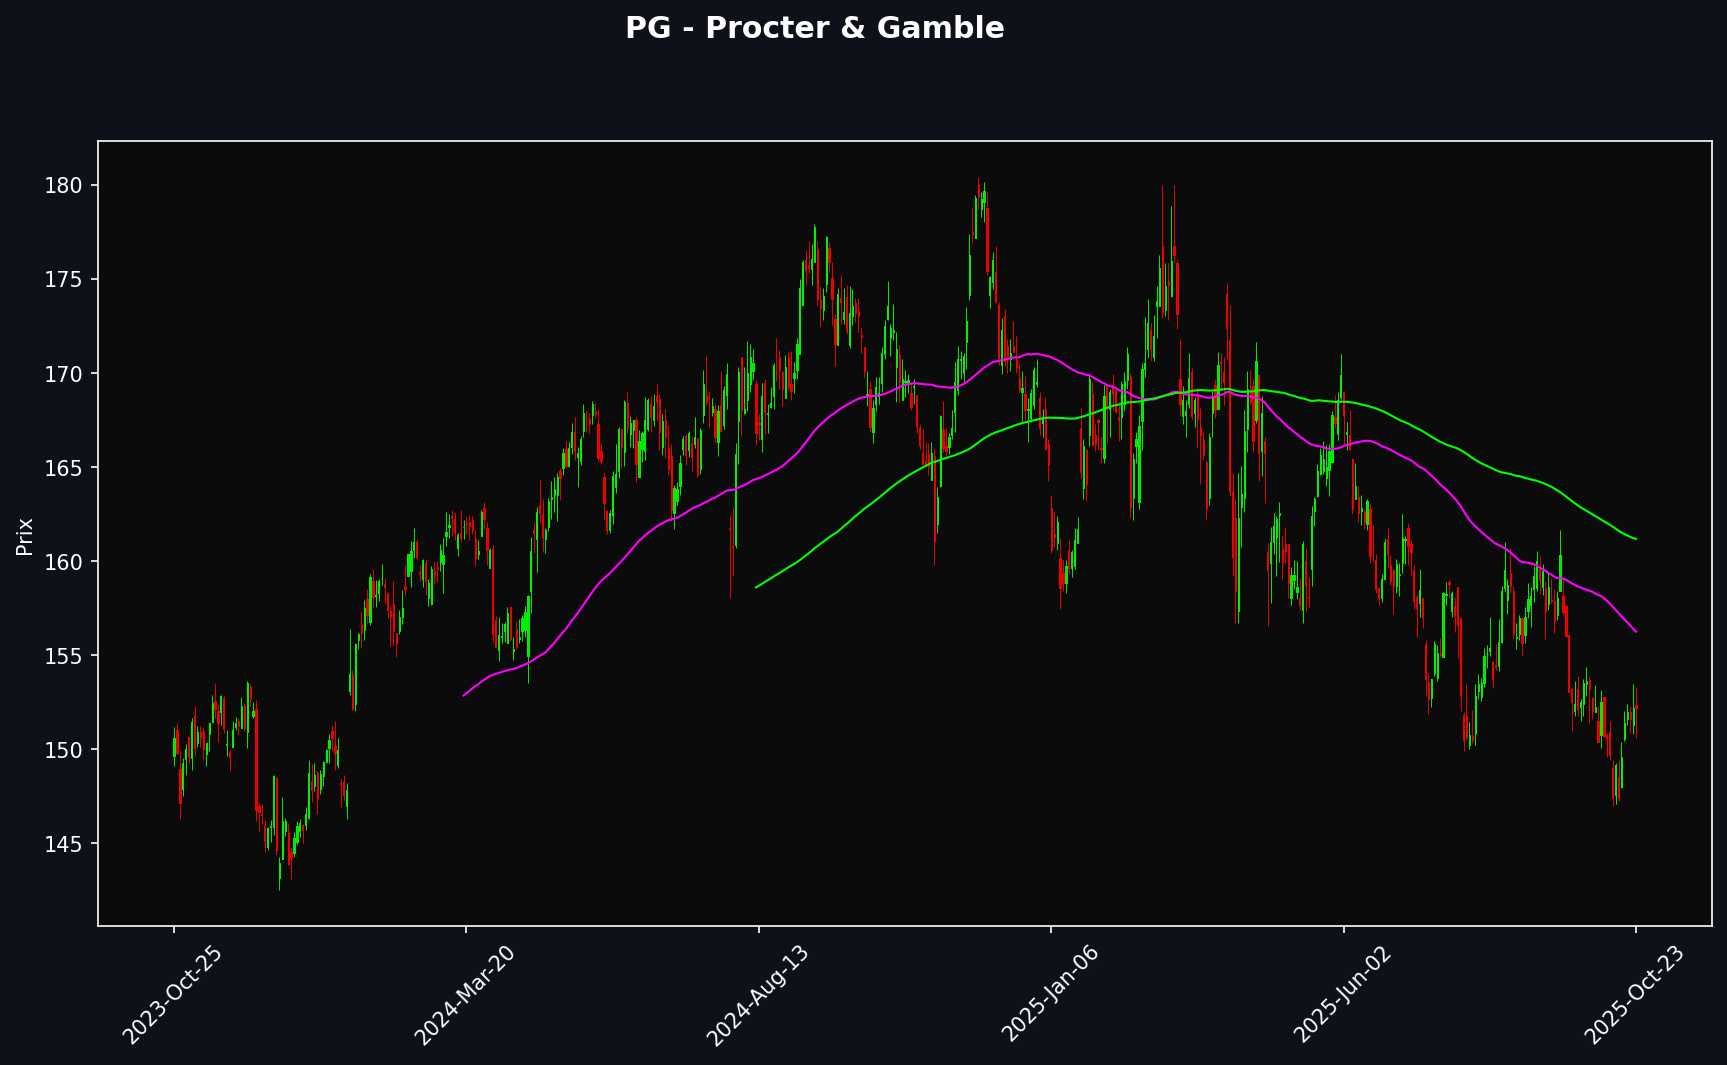 PG - Procter & Gamble
Prix
180
175
170
165
160
155
150
145
2023-Oct-25
2024-Mar-20
2024-Aug-13
2025-Jan-06
2025-Jun-02
2025-Oct-23